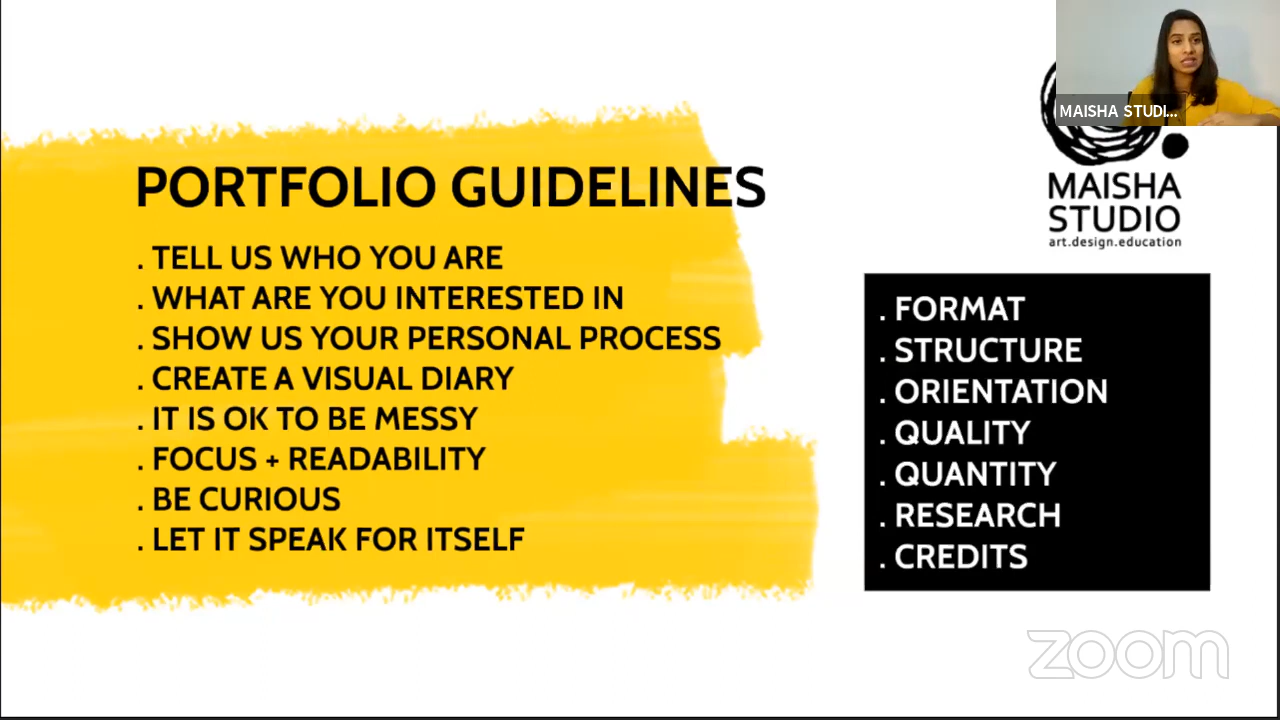 MAISHA STUDI...
MAISHA
STUDIO
art.design.education
PORTFOLIO GUIDELINES
. TELL US WHO YOU ARE
. WHAT ARE YOU INTERESTED IN
. SHOW US YOUR PERSONAL PROCESS
. CREATE A VISUAL DIARY
. IT IS OK TO BE MESSY
. FOCUS + READABILITY
. BE CURIOUS
. LET IT SPEAK FOR ITSELF
. FORMAT
. STRUCTURE
. ORIENTATION
. QUALITY
. QUANTITY
. RESEARCH
. CREDITS
zoom